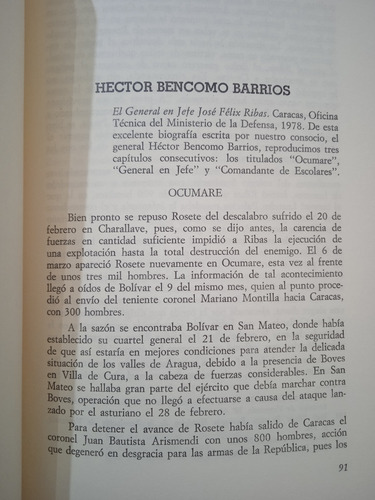 HECTOR BENCOMO BARRIOS
El General en Jefe José Félix Ribas. Caracas, Oficina
Técnica del Ministerio de la Defensa, 1978. De esta
excelente biografía escrita por nuestro consocio, el
general Héctor Bencomo Barrios, reproducimos tres
capítulos consecutivos: los titulados "Ocumare",
"General en Jefe" y "Comandante de Escolares".
OCUMARE
Bien pronto se repuso Rosete del descalabro sufrido el 20 de
febrero en Charallave, pues, como se dijo antes, la carencia de
fuerzas en cantidad suficiente impidió a Ribas la ejecución de
una explotación hasta la total destrucción del enemigo. El 6 de
marzo apareció Rosete nuevamente en Ocumare, esta vez al frente
de unos tres mil hombres. La información de tal acontecimiento
llegó a oídos de Bolívar el 9 del mismo mes, quien al punto proce-
dió al envío del teniente coronel Mariano Montilla hacia Caracas,
con 300 hombres.
A la sazón se encontraba Bolívar en San Mateo, donde había
establecido su cuartel general el 21 de febrero, en la seguridad
de que así estaría en mejores condiciones para atender la delicada
situación de los valles de Aragua, debido a la presencia de Boves
en Villa de Cura, a la cabeza de fuerzas considerables. En San
Mateo se hallaba gran parte del ejército que debía marchar contra
Boves, operación que no llegó a efectuarse a causa del ataque lan-
zado por el asturiano el 28 de febrero.
Para detener el avance de Rosete había salido de Caracas el
coronel Juan Bautista Arismendi con unos 800 hombres, acción
que degeneró en desgracia para las armas de la República, pues los
91